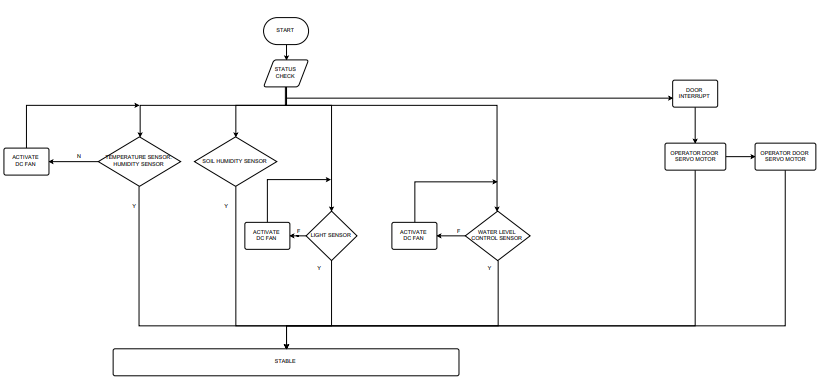 START
STATUS
CHECK
DOOR
INTERRUPT
ACTIVATE
DC FAN
N
TEMPERATURE SENSOR
HUMIDITY SENSOR
SOIL HUMIDITY SENSOR
OPERATOR DOOR
SERVO MOTOR
OPERATOR DOOR
SERVO MOTOR
Y
Y
ACTIVATE
DC FAN
F
LIGHT SENSOR
ACTIVATE
DC FAN
F
WATER LEVEL
CONTROL SENSOR
Y
Y
STABLE